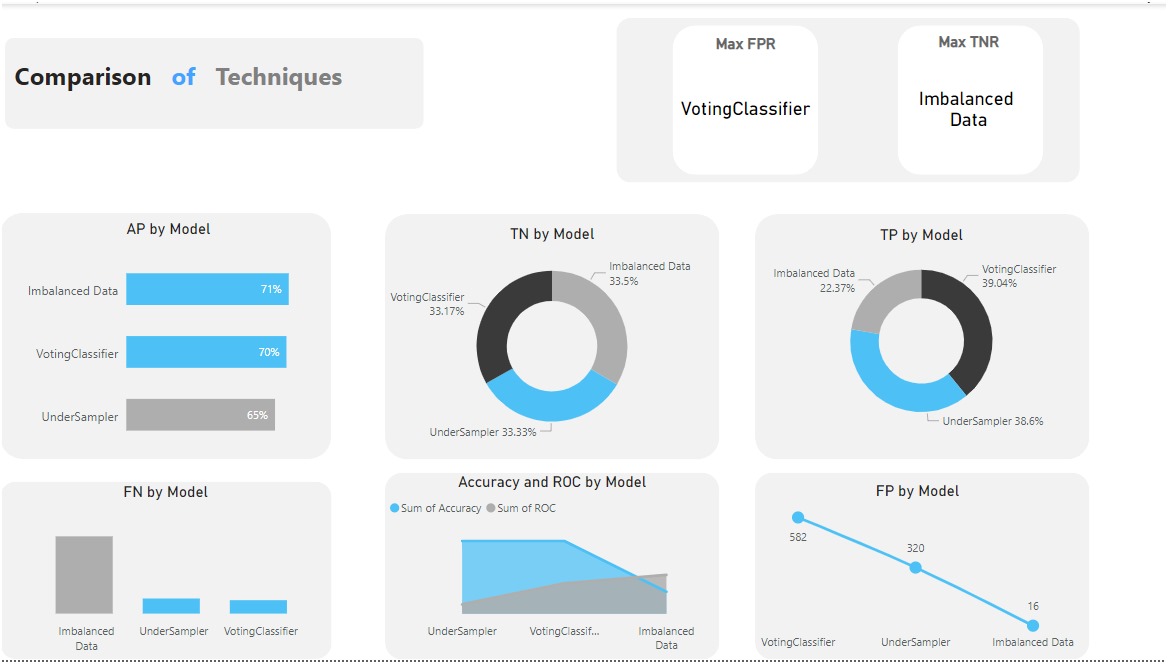 Comparison of Techniques
Max FPR
VotingClassifier
Max TNR
Imbalanced
Data
AP by Model
Imbalanced Data
71%
VotingClassifier
70%
UnderSampler
65%
TN by Model
Imbalanced Data
33.5%
VotingClassifier
33.17%
UnderSampler 33.33%
TP by Model
Imbalanced Data
22.37%
VotingClassifier
39.04%
UnderSampler 38.6%
FN by Model
Imbalanced
Data
UnderSampler
VotingClassifier
Accuracy and ROC by Model
Sum of Accuracy
Sum of ROC
UnderSampler
VotingClassif...
Imbalanced
Data
FP by Model
582
320
16
VotingClassifier
UnderSampler
Imbalanced Data